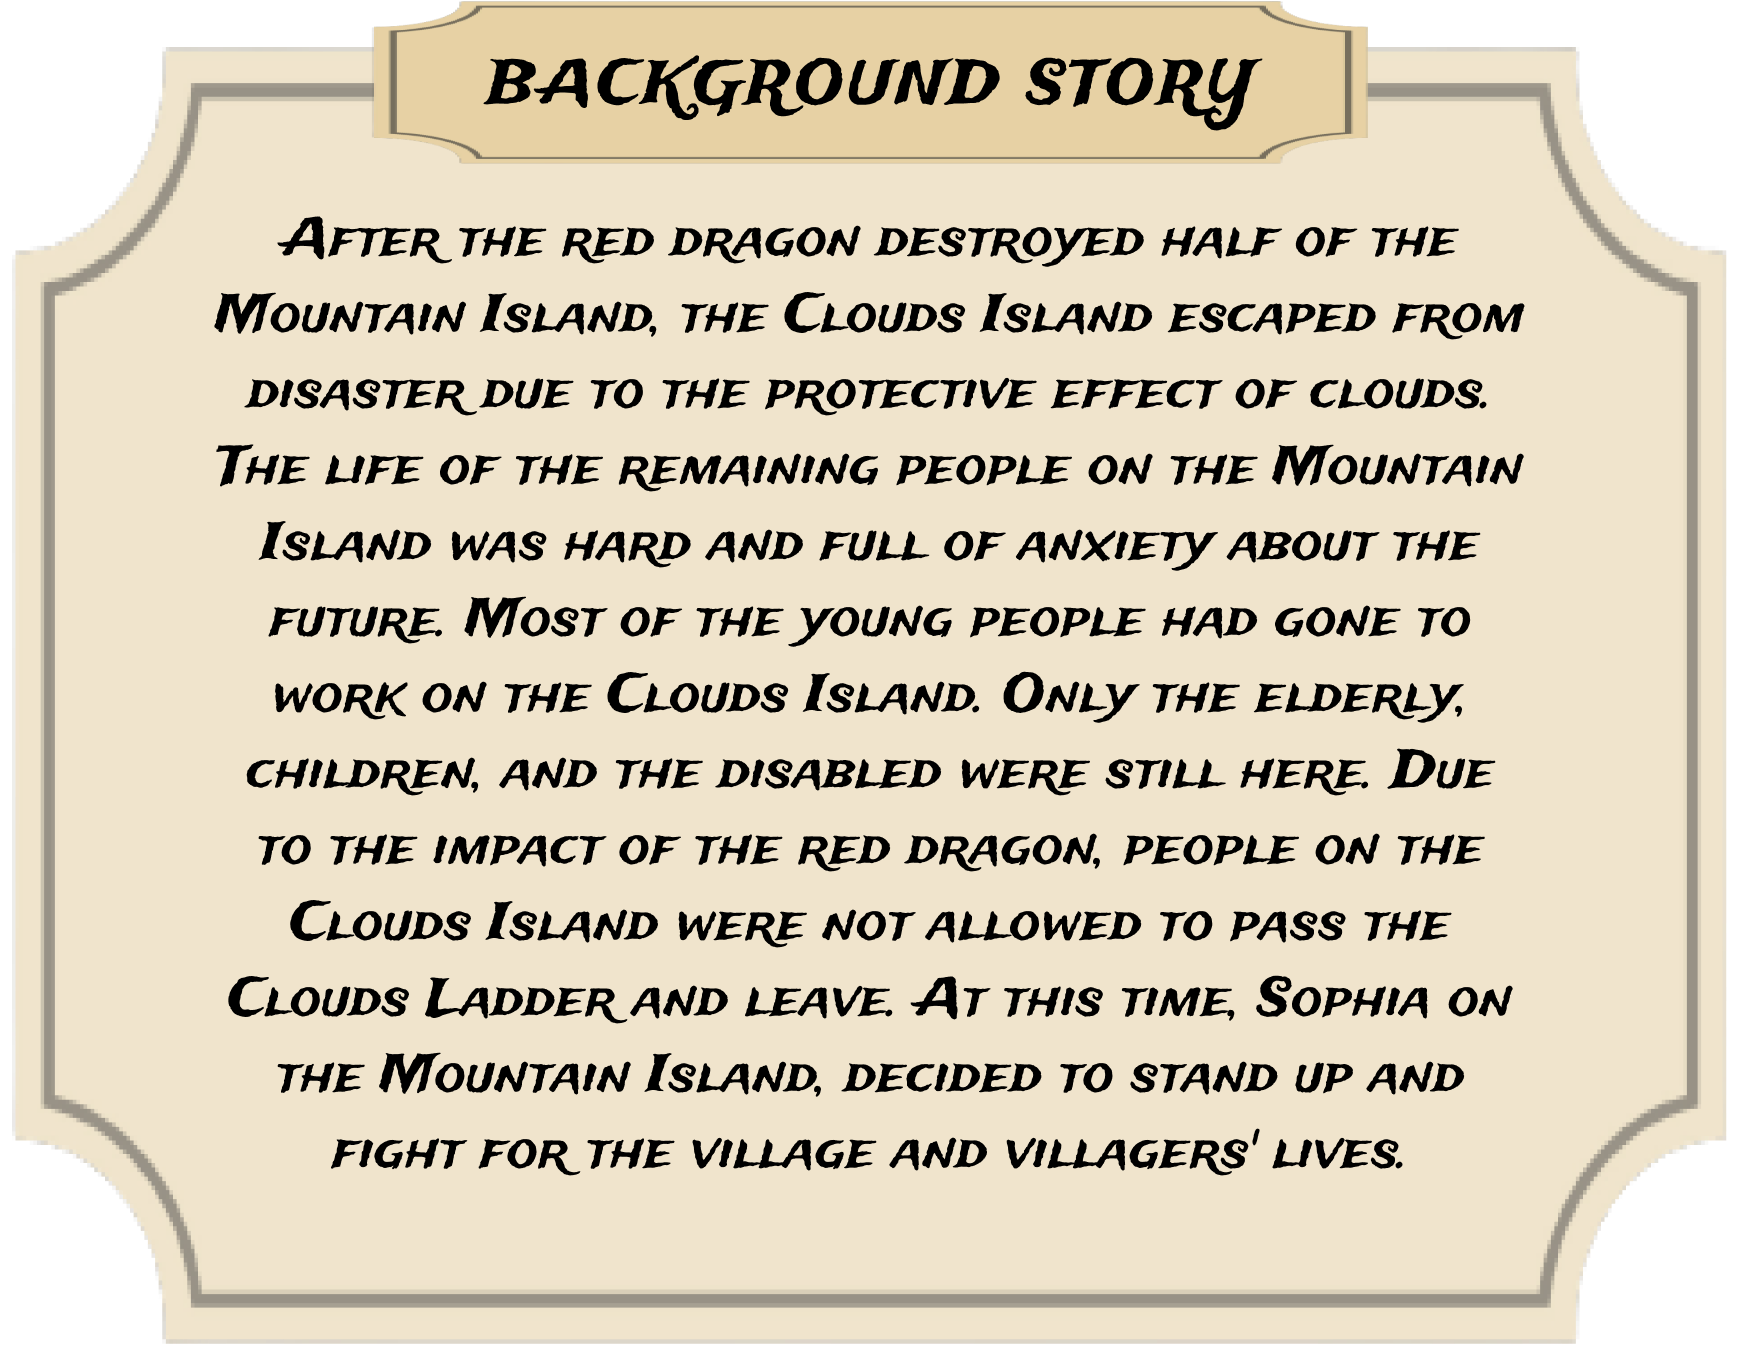 BACKGROUND STORY
After the red dragon destroyed half of the
Mountain Island, the Clouds Island escaped from
disaster due to the protective effect of clouds.
The life of the remaining people on the Mountain
Island was hard and full of anxiety about the
future. Most of the young people had gone to
work on the Clouds Island. Only the elderly,
children, and the disabled were still here. Due
to the impact of the red dragon, people on the
Clouds Island were not allowed to pass the
Clouds Ladder and leave. At this time, Sophia on
the Mountain Island, decided to stand up and
fight for the village and villagers' lives.